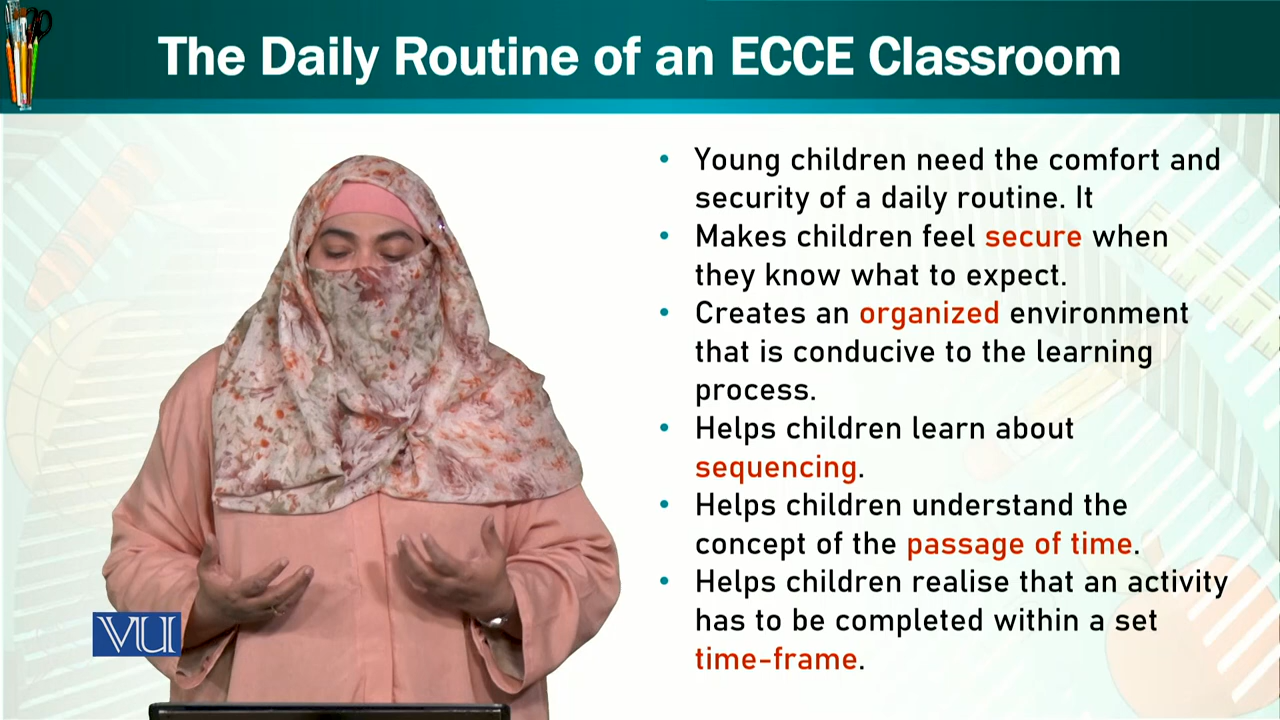 The Daily Routine of an ECCE Classroom
• Young children need the comfort and
security of a daily routine. It
• Makes children feel secure when
they know what to expect.
• Creates an organized environment
that is conducive to the learning
process.
• Helps children learn about
sequencing.
• Helps children understand the
concept of the passage of time.
• Helps children realise that an activity
has to be completed within a set
time-frame.
VU